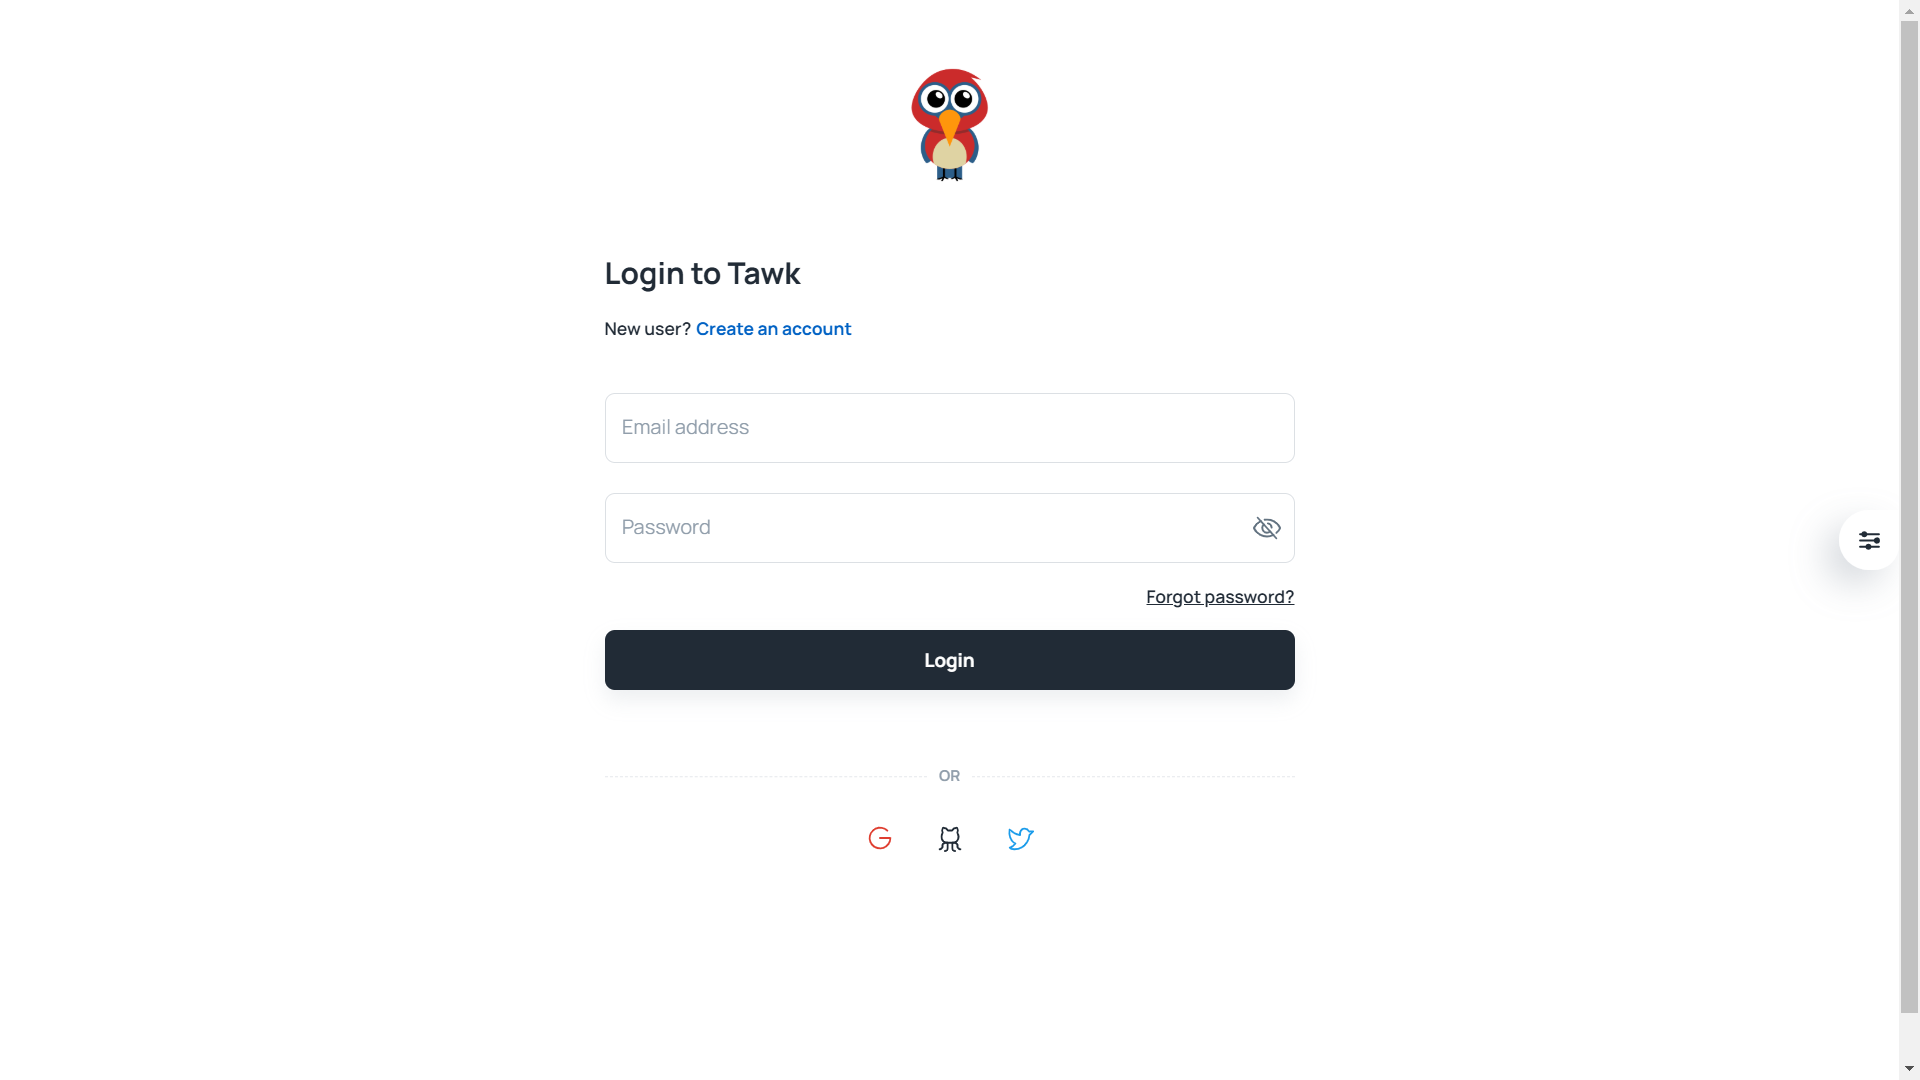 Login to Tawk
New user? Create an account
Email address
Password
Forgot password?
Login
OR